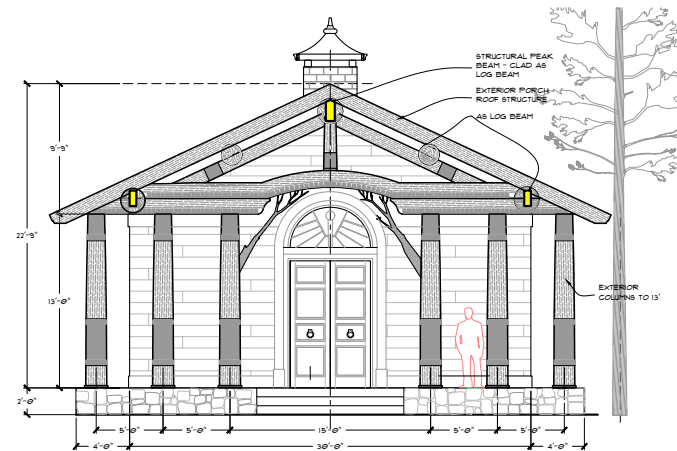 STRUCTURAL PEAK
BEAM - CLAD AS
LOG BEAM
EXTERIOR PORCH
ROOF STRUCTURE
AS LOG BEAM
9'-9"
22'-9"
13'-0"
EXTERIOR
COLUMNS TO 13'
2'-0"
5'-0"
5'-0"
15'-0"
5'-0"
5'-0"
4'-0"
30'-0"
4'-0"